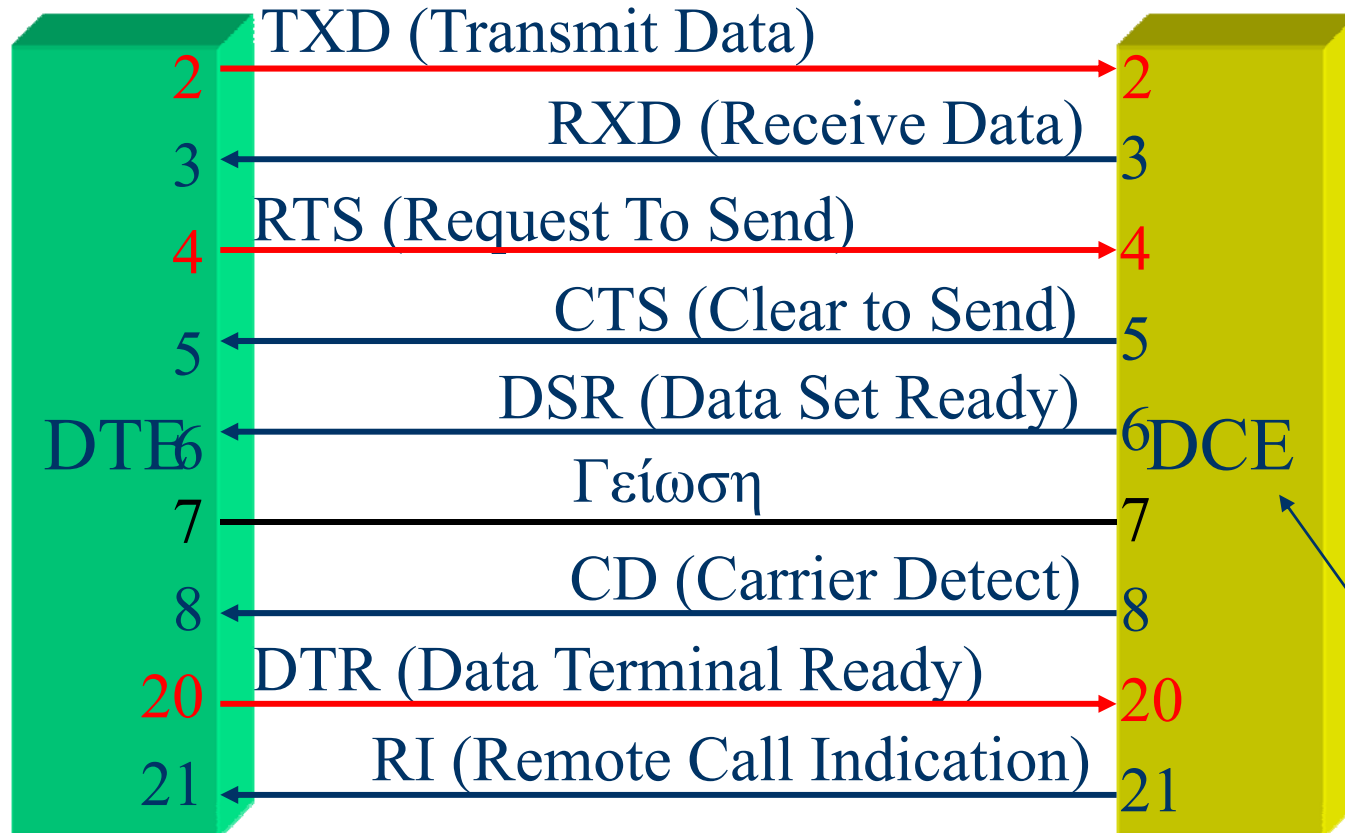 TXD (Transmit Data)
2 2
RXD (Receive Data)
3 3
RTS (Request To Send)
4 4
CTS (Clear to Send)
5 5
DSR (Data Set Ready)
DTE 6 6 DCE
Γείωση
7 7
CD (Carrier Detect)
8 8
DTR (Data Terminal Ready)
20 20
RI (Remote Call Indication)
21 21